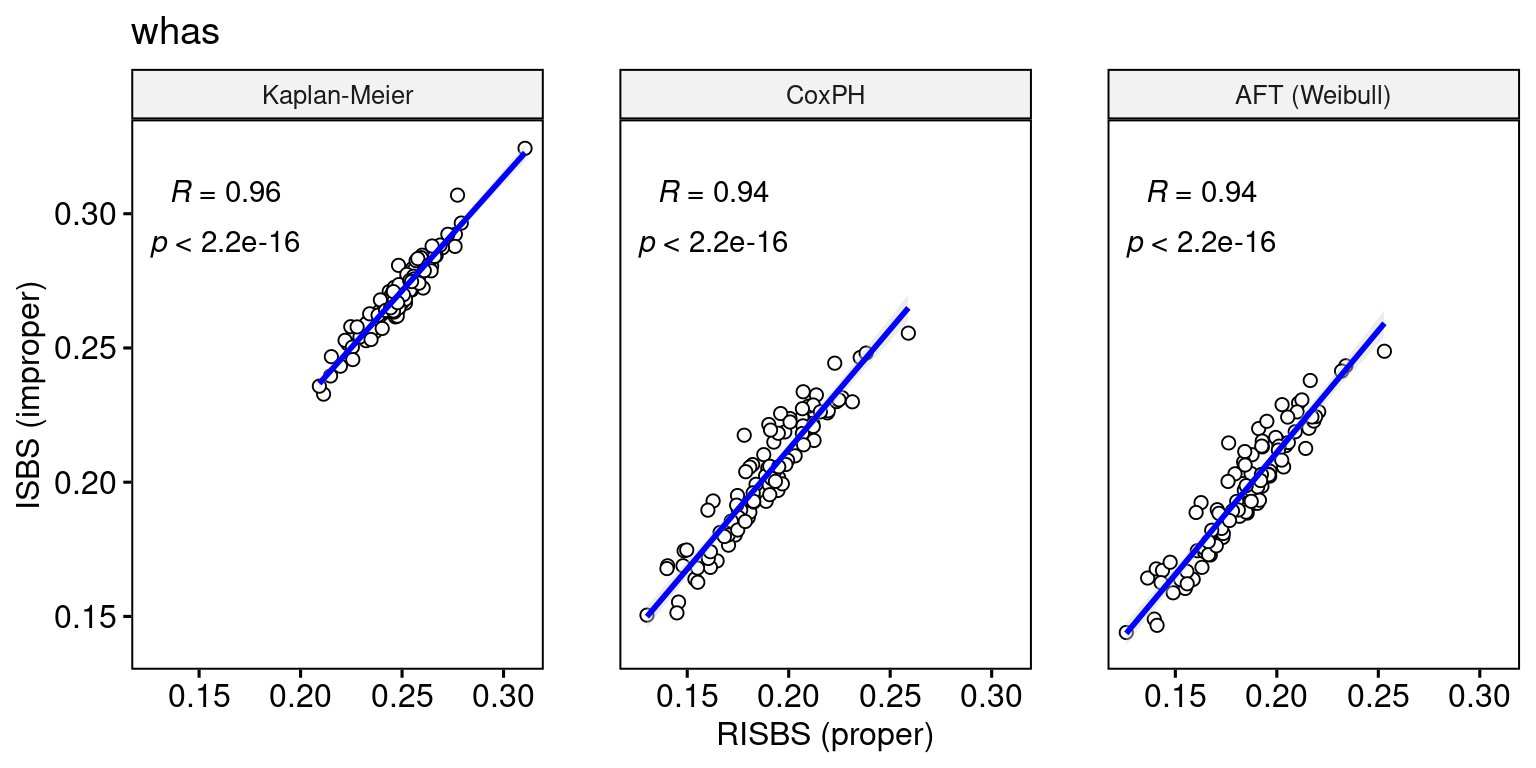 whas
Kaplan-Meier
CoxPH
AFT (Weibull)
R = 0.96
p < 2.2e-16
R = 0.94
p < 2.2e-16
R = 0.94
p < 2.2e-16
ISBS (improper)
0.30
0.25
0.20
0.15
0.15 0.20 0.25 0.30
0.15 0.20 0.25 0.30
0.15 0.20 0.25 0.30
RISBS (proper)